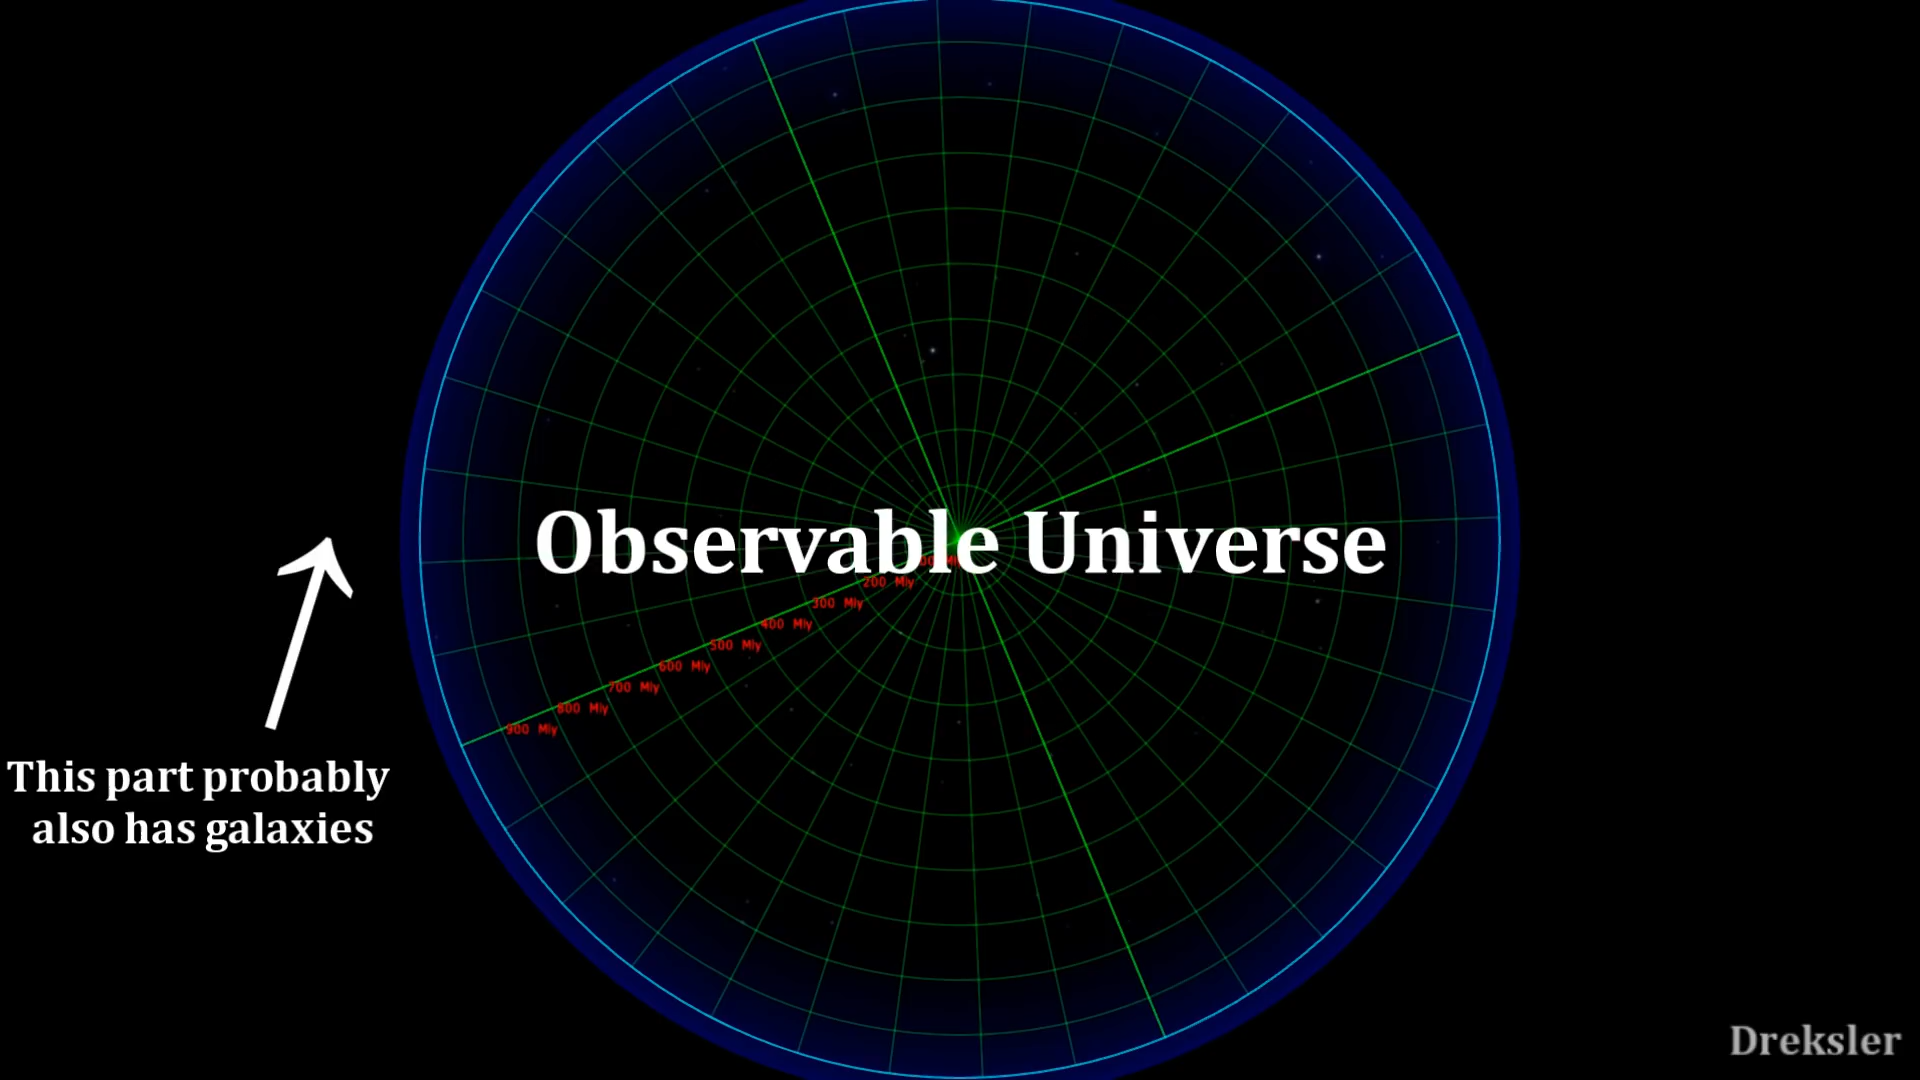 Observable Universe
200 Mly
300 Mly
400 Mly
500 Mly
600 Mly
700 Mly
800 Mly
900 Mly
This part probably
also has galaxies
Dreksler